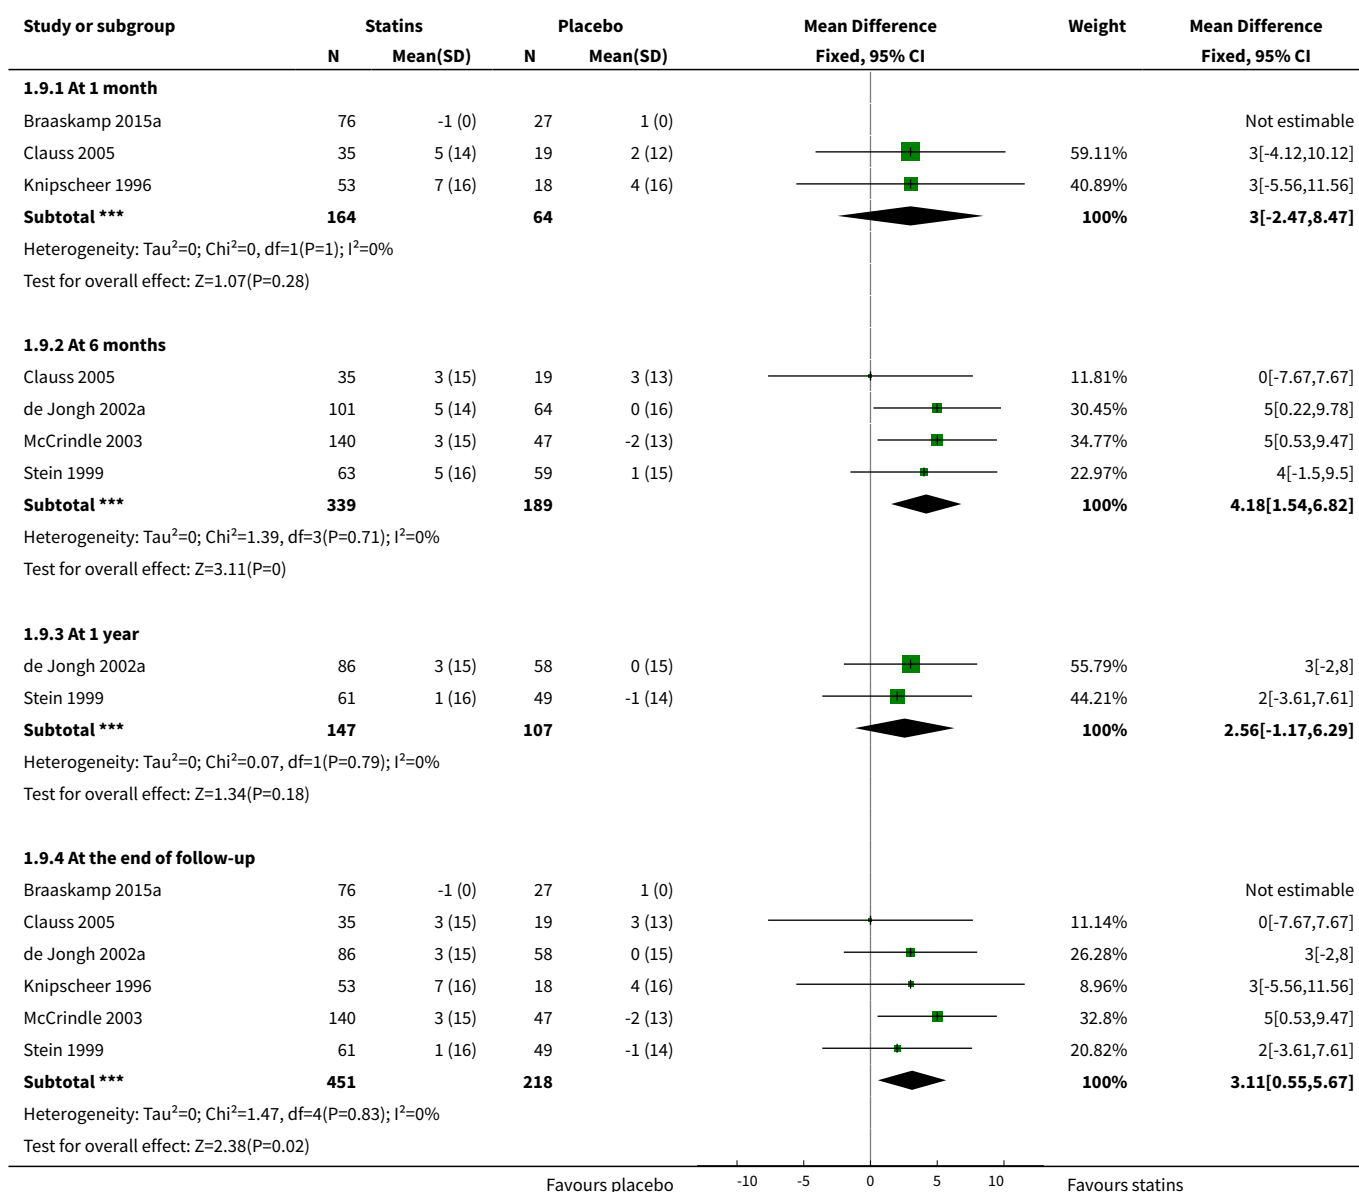 Study or subgroup Statins Placebo Mean Difference Weight Mean Difference
N Mean(SD) N Mean(SD) Fixed, 95% CI Fixed, 95% CI
1.9.1 At 1 month
Braaskamp 2015a 76 -1 (0) 27 1 (0) Not estimable
Clauss 2005 35 5 (14) 19 2 (12) 59.11% 3[-4.12,10.12]
Knipscheer 1996 53 7 (16) 18 4 (16) 40.89% 3[-5.56,11.56]
Subtotal *** 164 64 100% 3[-2.47,8.47]
Heterogeneity: Tau²=0; Chi²=0, df=1(P=1); I²=0%
Test for overall effect: Z=1.07(P=0.28)
1.9.2 At 6 months
Clauss 2005 35 3 (15) 19 3 (13) 11.81% 0[-7.67,7.67]
de Jongh 2002a 101 5 (14) 64 0 (16) 30.45% 5[0.22,9.78]
McCrindle 2003 140 3 (15) 47 -2 (13) 34.77% 5[0.53,9.47]
Stein 1999 63 5 (16) 59 1 (15) 22.97% 4[-1.5,9.5]
Subtotal *** 339 189 100% 4.18[1.54,6.82]
Heterogeneity: Tau²=0; Chi²=1.39, df=3(P=0.71); I²=0%
Test for overall effect: Z=3.11(P=0)
1.9.3 At 1 year
de Jongh 2002a 86 3 (15) 58 0 (15) 55.79% 3[-2,8]
Stein 1999 61 1 (16) 49 -1 (14) 44.21% 2[-3.61,7.61]
Subtotal *** 147 107 100% 2.56[-1.17,6.29]
Heterogeneity: Tau²=0; Chi²=0.07, df=1(P=0.79); I²=0%
Test for overall effect: Z=1.34(P=0.18)
1.9.4 At the end of follow-up
Braaskamp 2015a 76 -1 (0) 27 1 (0) Not estimable
Clauss 2005 35 3 (15) 19 3 (13) 11.14% 0[-7.67,7.67]
de Jongh 2002a 86 3 (15) 58 0 (15) 26.28% 3[-2,8]
Knipscheer 1996 53 7 (16) 18 4 (16) 8.96% 3[-5.56,11.56]
McCrindle 2003 140 3 (15) 47 -2 (13) 32.8% 5[0.53,9.47]
Stein 1999 61 1 (16) 49 -1 (14) 20.82% 2[-3.61,7.61]
Subtotal *** 451 218 100% 3.11[0.55,5.67]
Heterogeneity: Tau²=0; Chi²=1.47, df=4(P=0.83); I²=0%
Test for overall effect: Z=2.38(P=0.02)
Favours placebo -10 -5 0 5 10 Favours statins